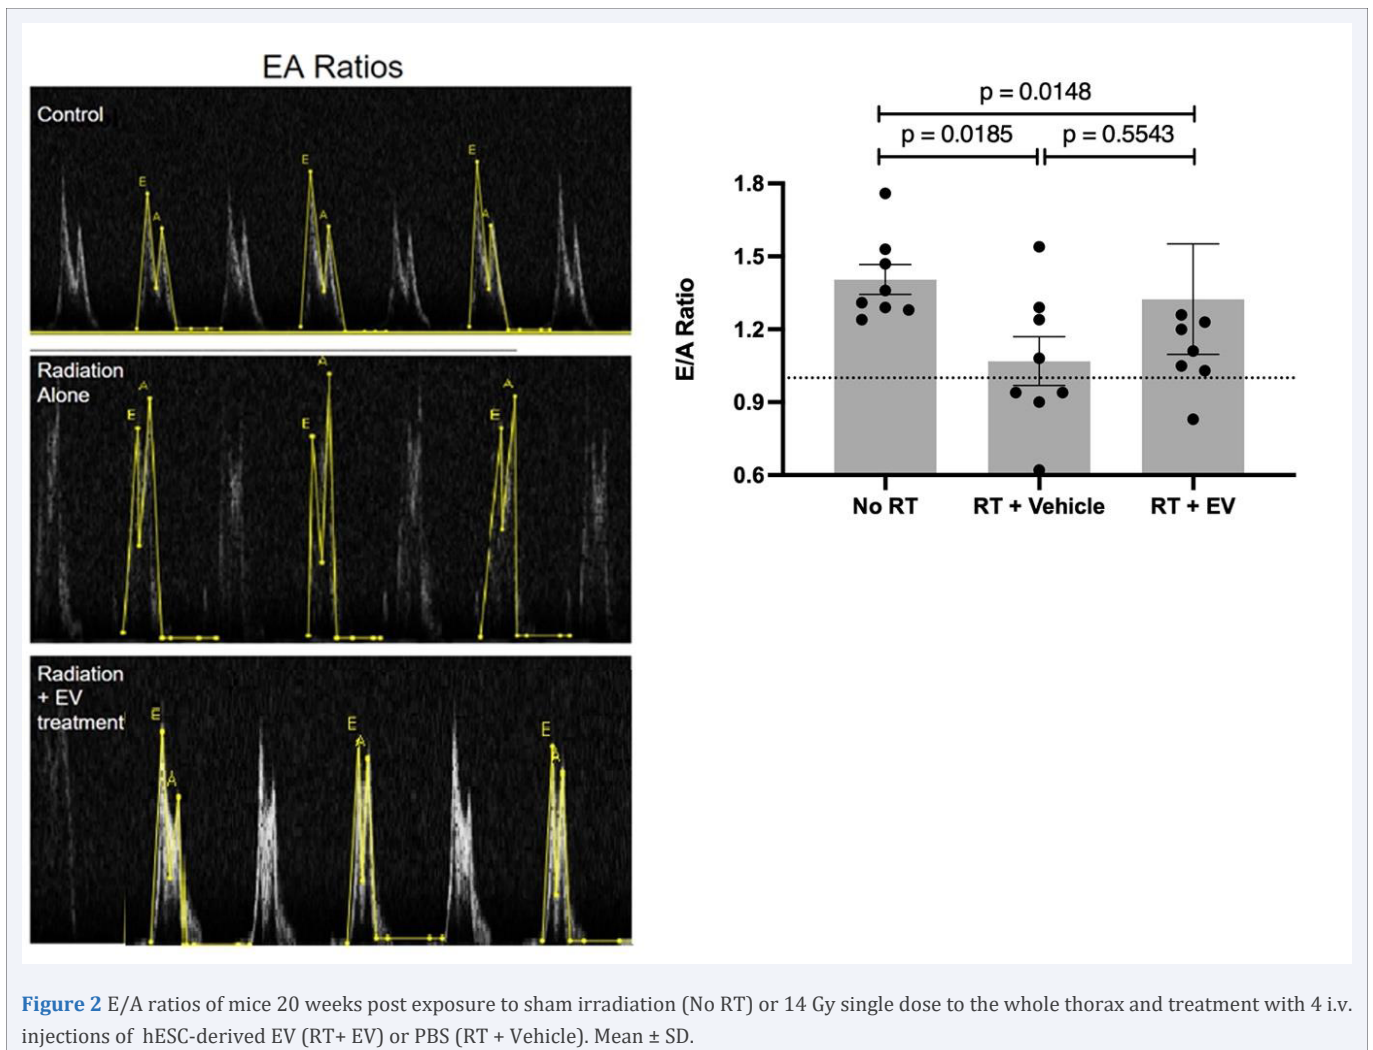 EA Ratios
Control
E
A
E
A
E
A
Radiation
Alone
E
A
E
A
E
A
Radiation
+ EV
treatment
E
A
E
A
E
A
p = 0.0148
p = 0.0185
p = 0.5543
E/A Ratio
1.8
1.5
1.2
0.9
0.6
No RT
RT + Vehicle
RT + EV
Figure 2 E/A ratios of mice 20 weeks post exposure to sham irradiation (No RT) or 14 Gy single dose to the whole thorax and treatment with 4 i.v.
injections of hESC-derived EV (RT+ EV) or PBS (RT + Vehicle). Mean ± SD.